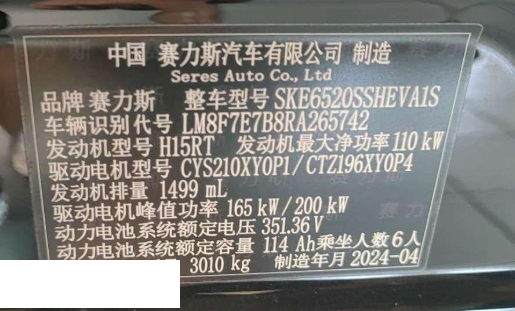 中国 赛力斯汽车有限公司 制造
Seres Auto Co., Ltd
品牌 赛力斯 整车型号 SKE6520SSHEVA1S
车辆识别代号 LM8F7E7B8RA265742
发动机型号 H15RT 发动机最大净功率 110 kW
驱动电机型号 CYS210XY0P1/CTZ196XY0P4
发动机排量 1499 mL
驱动电机峰值功率 165 kW/200 kW
动力电池系统额定电压 351.36 V
动力电池系统额定容量 114 Ah 乘坐人数 6 人
3010 kg 制造年月 2024-04